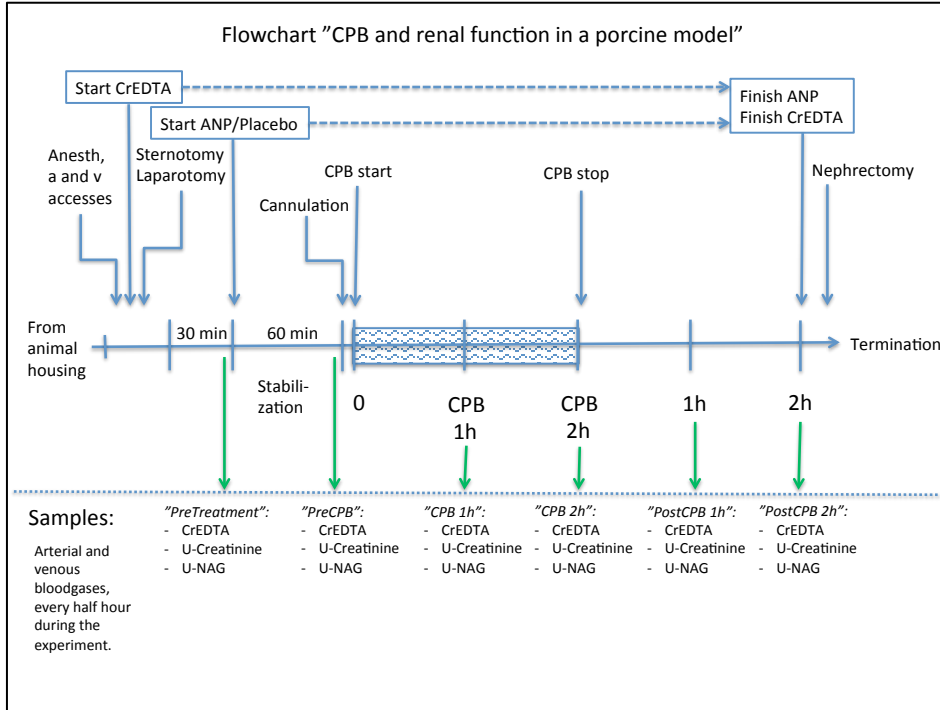 Flowchart ”CPB and renal function in a porcine model”
Start CrEDTA
Start ANP/Placebo
Finish ANP
Finish CrEDTA
Anesth,
a and v
accesses
Sternotomy
Laparotomy
Cannulation
CPB start
CPB stop
Nephrectomy
From
animal
housing
30 min
60 min
Termination
Stabili-
zation
0
CPB
1h
CPB
2h
1h
2h
Samples:
Arterial and
venous
bloodgases,
every half hour
during the
experiment.
”PreTreatment”:
- CrEDTA
- U-Creatinine
- U-NAG
”PreCPB”:
- CrEDTA
- U-Creatinine
- U-NAG
”CPB 1h”:
- CrEDTA
- U-Creatinine
- U-NAG
”CPB 2h”:
- CrEDTA
- U-Creatinine
- U-NAG
”PostCPB 1h”:
- CrEDTA
- U-Creatinine
- U-NAG
”PostCPB 2h”:
- CrEDTA
- U-Creatinine
- U-NAG